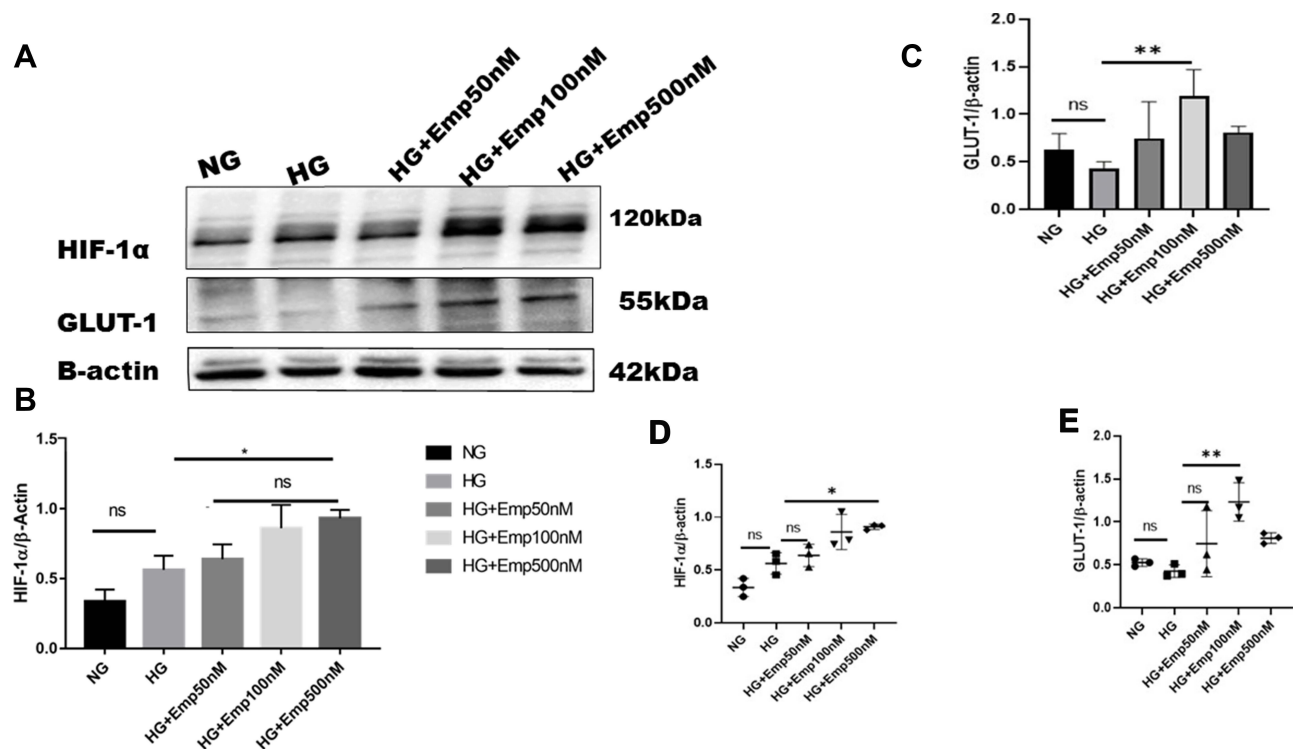 A
NG
HG
HG+Emp50nM
HG+Emp100nM
HG+Emp500nM
HIF-1α
120kDa
GLUT-1
55kDa
B-actin
42kDa
B
HIF-1α/β-Actin
1.5
1.0
0.5
0.0
ns
*
ns
NG
HG
HG+Emp50nM
HG+Emp100nM
HG+Emp500nM
NG
HG
HG+Emp50nM
HG+Emp100nM
HG+Emp500nM
C
GLUT-1/β-actin
2.0
1.5
1.0
0.5
0.0
ns
**
NG
HG
HG+Emp50nM
HG+Emp100nM
HG+Emp500nM
D
HIF-1α/β-actin
1.5
1.0
0.5
0.0
ns
ns
*
NG
HG
HG+Emp50nM
HG+Emp100nM
HG+Emp500nM
E
GLUT-1/β-actin
2.0
1.5
1.0
0.5
0.0
ns
ns
**
NG
HG
HG+Emp50nM
HG+Emp100nM
HG+Emp500nM